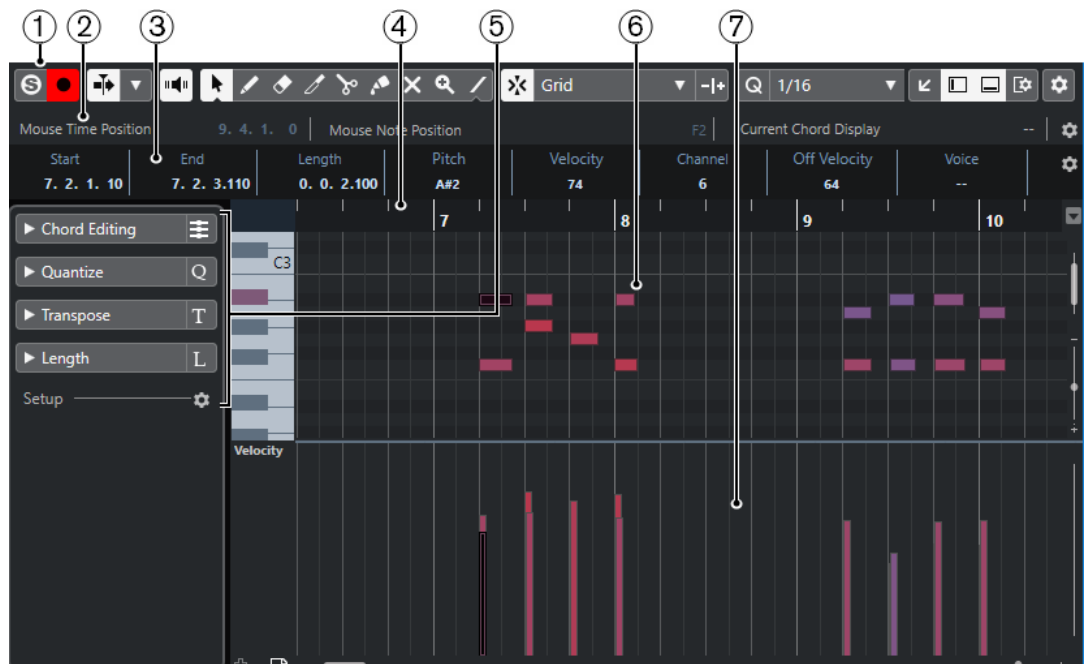 ① ② ③ ④ ⑤ ⑥ ⑦
S Grid Q 1/16
Mouse Time Position 9. 4. 1. 0 Mouse Note Position F2 Current Chord Display --
Start End Length Pitch Velocity Channel Off Velocity Voice
7. 2. 1. 10 7. 2. 3.110 0. 0. 2.100 A#2 74 6 64 --
7 8 9 10
Chord Editing
C3
Quantize Q
Transpose T
Length L
Setup
Velocity